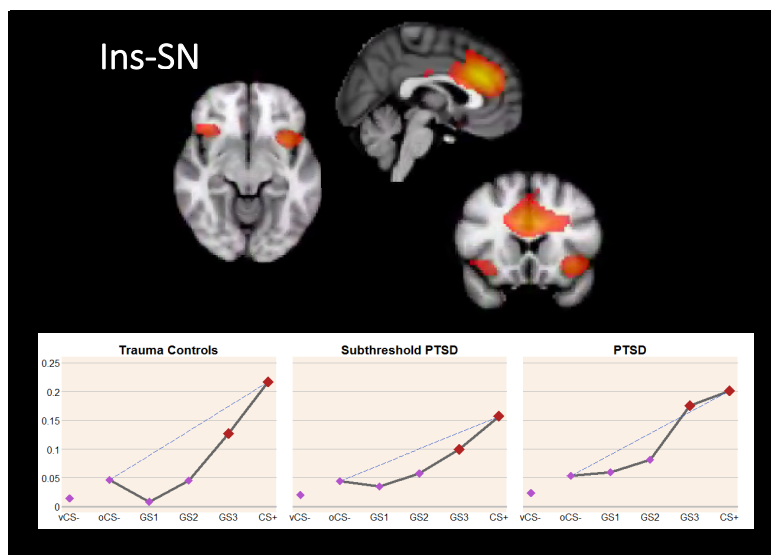 Ins-SN
Trauma Controls
Subthreshold PTSD
PTSD
0.25
0.2
0.15
0.1
0.05
0
vCS- oCS- GS1 GS2 GS3 CS+
vCS- oCS- GS1 GS2 GS3 CS+
vCS- oCS- GS1 GS2 GS3 CS+